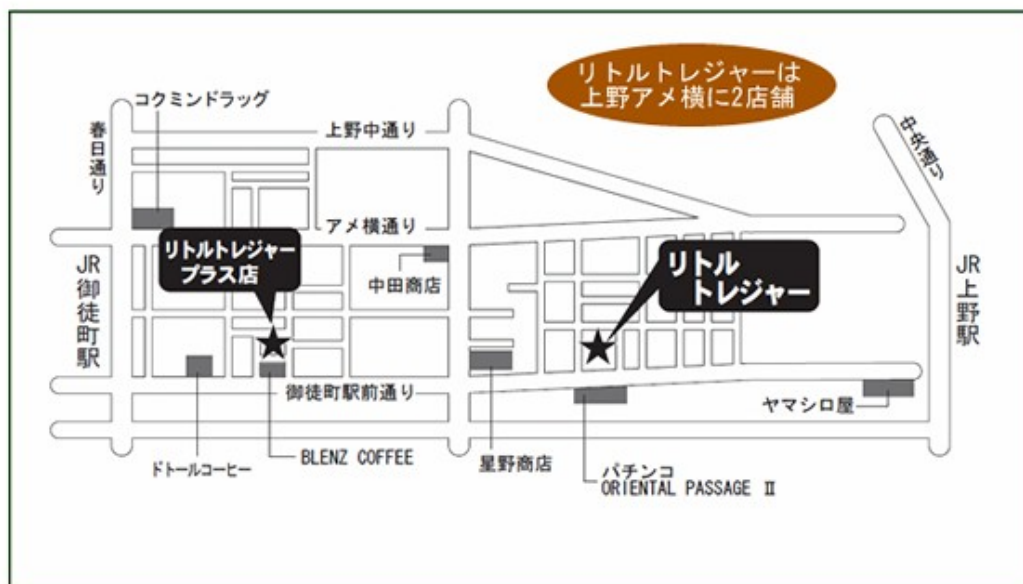 リトルトレジャーは
上野アメ横に2店舗
コクミンドラッグ
春日通り
上野中通り
中央通り
アメ横通り
リトルトレジャー
プラス店
中田商店
リトル
トレジャー
JR御徒町駅
JR上野駅
御徒町駅前通り
ヤマシロ屋
ドトールコーヒー
BLENZ COFFEE
星野商店
パチンコ
ORIENTAL PASSAGE Ⅱ